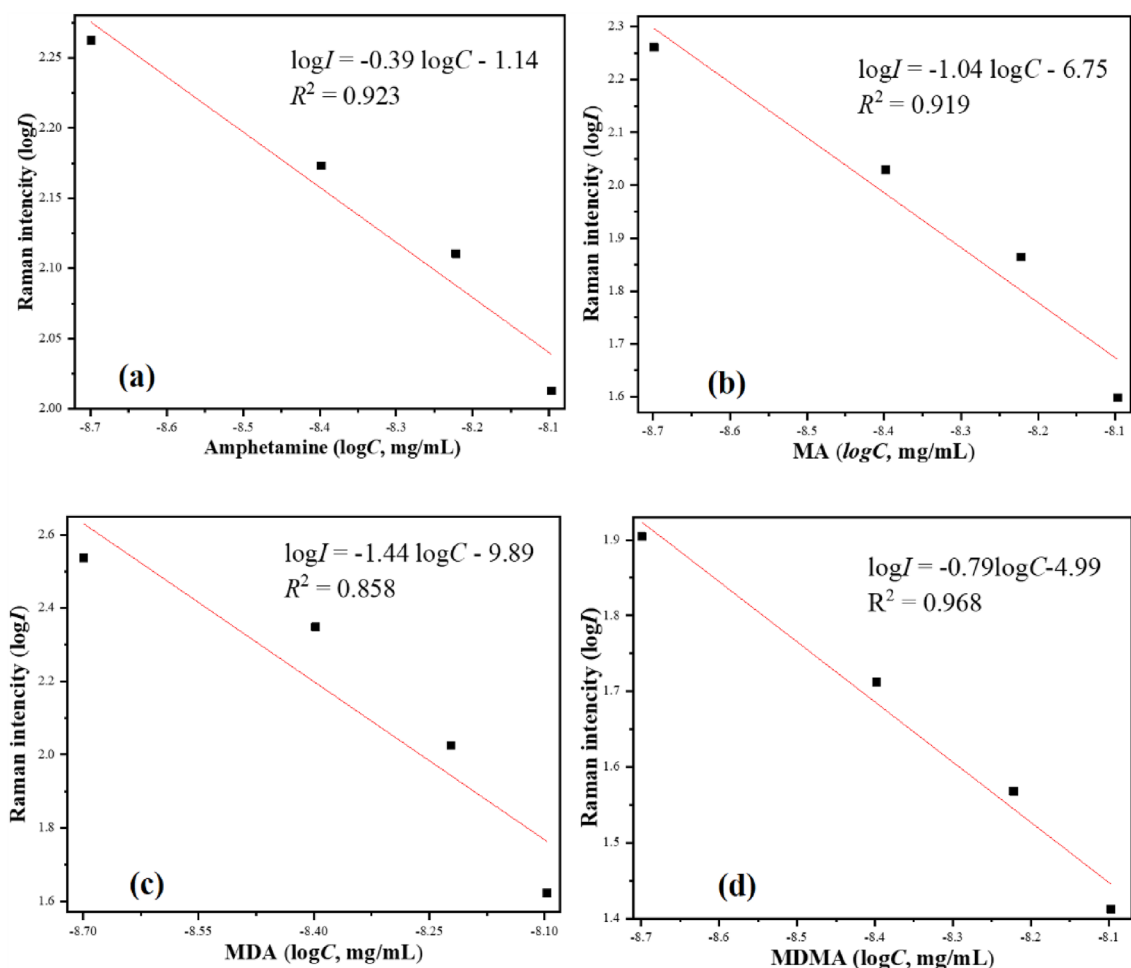 2.25
2.20
2.15
2.10
2.05
2.00
Raman intencity (logI)
logI = -0.39 logC - 1.14
R² = 0.923
(a)
-8.7
-8.6
-8.5
-8.4
-8.3
-8.2
-8.1
Amphetamine (logC, mg/mL)
2.3
2.2
2.1
2.0
1.9
1.8
1.7
1.6
Raman intencity (logI)
logI = -1.04 logC - 6.75
R² = 0.919
(b)
-8.7
-8.6
-8.5
-8.4
-8.3
-8.2
-8.1
MA (logC, mg/mL)
2.6
2.4
2.2
2.0
1.8
1.6
Raman intencity (logI)
logI = -1.44 logC - 9.89
R² = 0.858
(c)
-8.70
-8.55
-8.40
-8.25
-8.10
MDA (logC, mg/mL)
1.9
1.8
1.7
1.6
1.5
1.4
Raman intencity (logI)
logI = -0.79logC-4.99
R² = 0.968
(d)
-8.7
-8.6
-8.5
-8.4
-8.3
-8.2
-8.1
MDMA (logC, mg/mL)